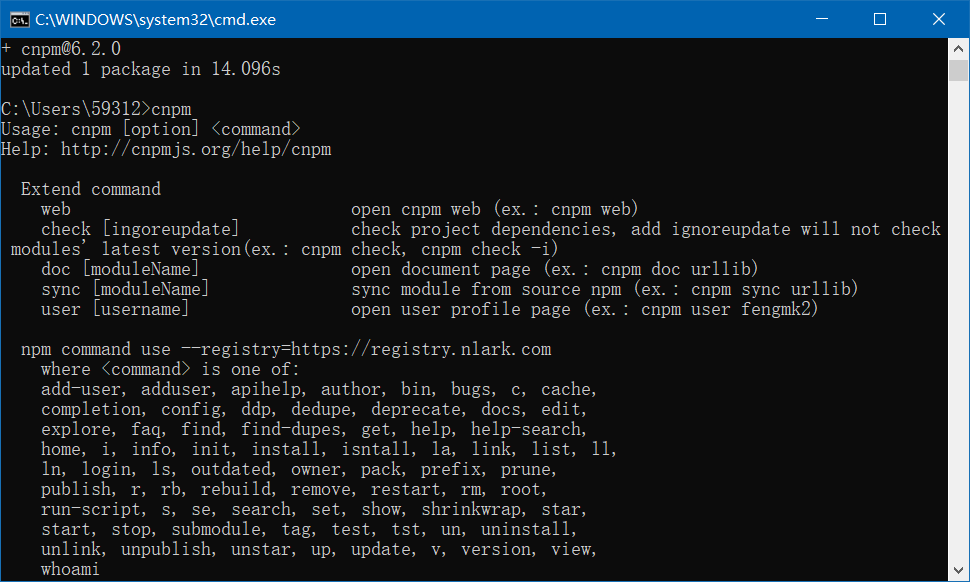 C:\WINDOWS\system32\cmd.exe
+ cnpm@6.2.0
updated 1 package in 14.096s
C:\Users\59312>cnpm
Usage: cnpm [option] <command>
Help: http://cnpmjs.org/help/cnpm
Extend command
web                            open cnpm web (ex.: cnpm web)
check [ingoreupdate]           check project dependencies, add ignoreupdate will not check
modules' latest version(ex.: cnpm check, cnpm check -i)
doc [moduleName]               open document page (ex.: cnpm doc urllib)
sync [moduleName]              sync module from source npm (ex.: cnpm sync urllib)
user [username]                open user profile page (ex.: cnpm user fengmk2)
npm command use --registry=https://registry.nlark.com
where <command> is one of:
add-user, adduser, apihelp, author, bin, bugs, c, cache,
completion, config, ddp, dedupe, deprecate, docs, edit,
explore, faq, find, find-dupes, get, help, help-search,
home, i, info, init, install, isntall, la, link, list, ll,
ln, login, ls, outdated, owner, pack, prefix, prune,
publish, r, rb, rebuild, remove, restart, rm, root,
run-script, s, se, search, set, show, shrinkwrap, star,
start, stop, submodule, tag, test, tst, un, uninstall,
unlink, unpublish, unstar, up, update, v, version, view,
whoami